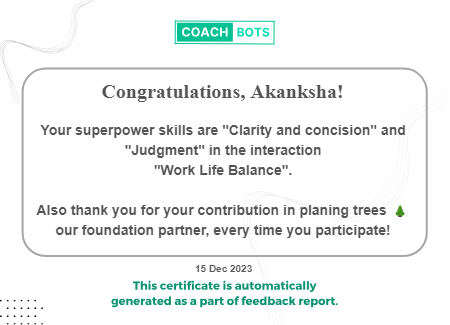 COACH BOTS
Congratulations, Akanksha!
Your superpower skills are "Clarity and concision" and
"Judgment" in the interaction
"Work Life Balance".
Also thank you for your contribution in planing trees 🌲
our foundation partner, every time you participate!
15 Dec 2023
This certificate is automatically
generated as a part of feedback report.